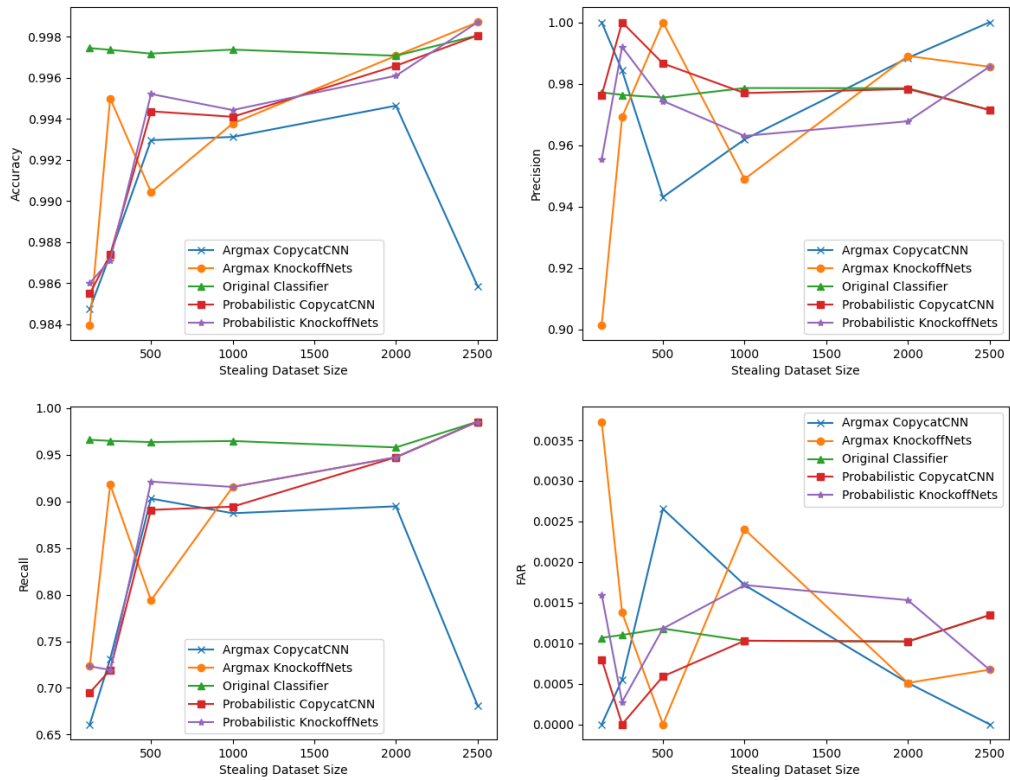 0.998
0.996
0.994
0.992
0.990
0.988
0.986
0.984
Accuracy
500
1000
2000
2500
Stealing Dataset Size
Argmax CopycatCNN
Argmax KnockoffNets
Original Classifier
Probabilistic CopycatCNN
Probabilistic KnockoffNets
1.00
0.98
0.96
0.94
0.92
0.90
Precision
500
1000
2000
2500
Stealing Dataset Size
Argmax CopycatCNN
Argmax KnockoffNets
Original Classifier
Probabilistic CopycatCNN
Probabilistic KnockoffNets
1.00
0.95
0.90
0.85
0.80
0.75
0.70
0.65
Recall
500
1000
2000
2500
Stealing Dataset Size
Argmax CopycatCNN
Argmax KnockoffNets
Original Classifier
Probabilistic CopycatCNN
Probabilistic KnockoffNets
0.0035
0.0030
0.0025
0.0020
0.0015
0.0010
0.0005
0.0000
FAR
500
1000
2000
2500
Stealing Dataset Size
Argmax CopycatCNN
Argmax KnockoffNets
Original Classifier
Probabilistic CopycatCNN
Probabilistic KnockoffNets